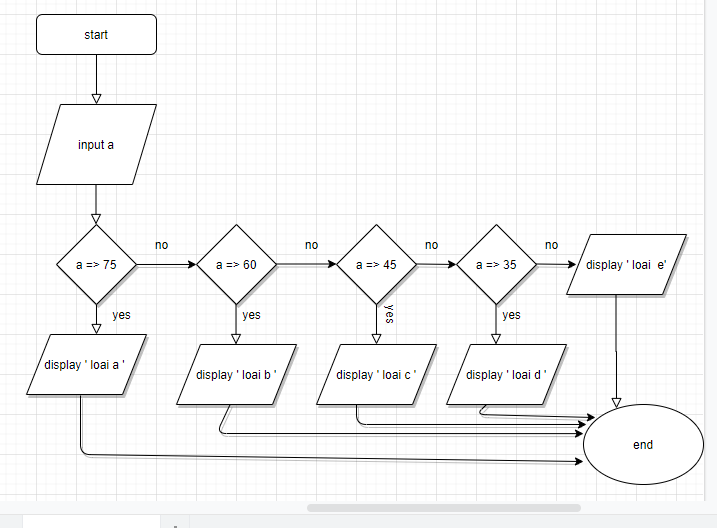 start
input a
a => 75
no
a => 60
no
a => 45
no
a => 35
no
display ' loai  e'
yes
yes
yes
yes
display ' loai a '
display ' loai b '
display ' loai c '
display ' loai d '
end